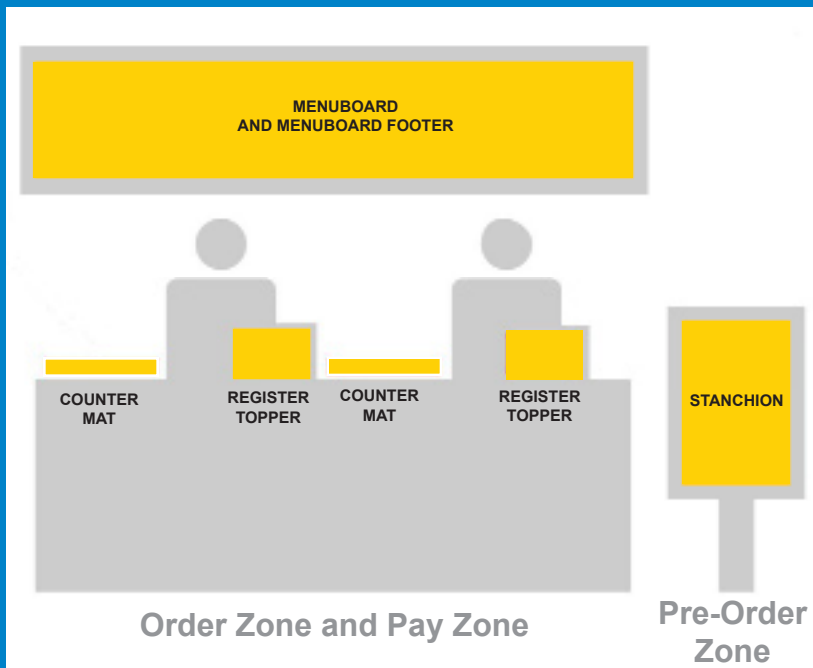 MENUBOARD
AND MENUBOARD FOOTER
COUNTER
MAT
REGISTER
TOPPER
COUNTER
MAT
REGISTER
TOPPER
STANCHION
Order Zone and Pay Zone
Pre-Order
Zone